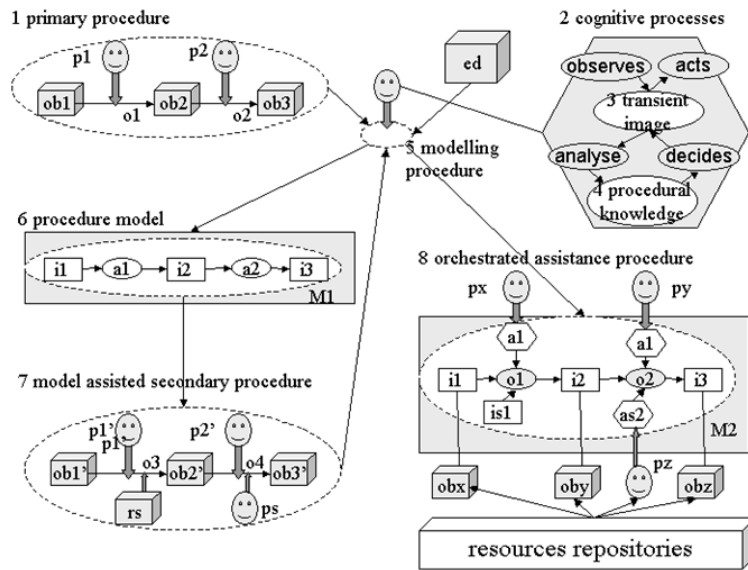 1 primary procedure
p1
p2
ob1
o1
ob2
o2
ob3
ed
2 cognitive processes
observes
acts
3 transient
image
analyse
decides
4 procedural
knowledge
5 modelling
procedure
6 procedure model
i1
a1
i2
a2
i3
M1
7 model assisted secondary procedure
p1'
p1'
p2'
ob1'
o3
ob2'
o4
ob3'
rs
ps
8 orchestrated assistance procedure
px
py
a1
a1
i1
o1
i2
o2
i3
is1
as2
M2
pz
obx
oby
obz
resources repositories